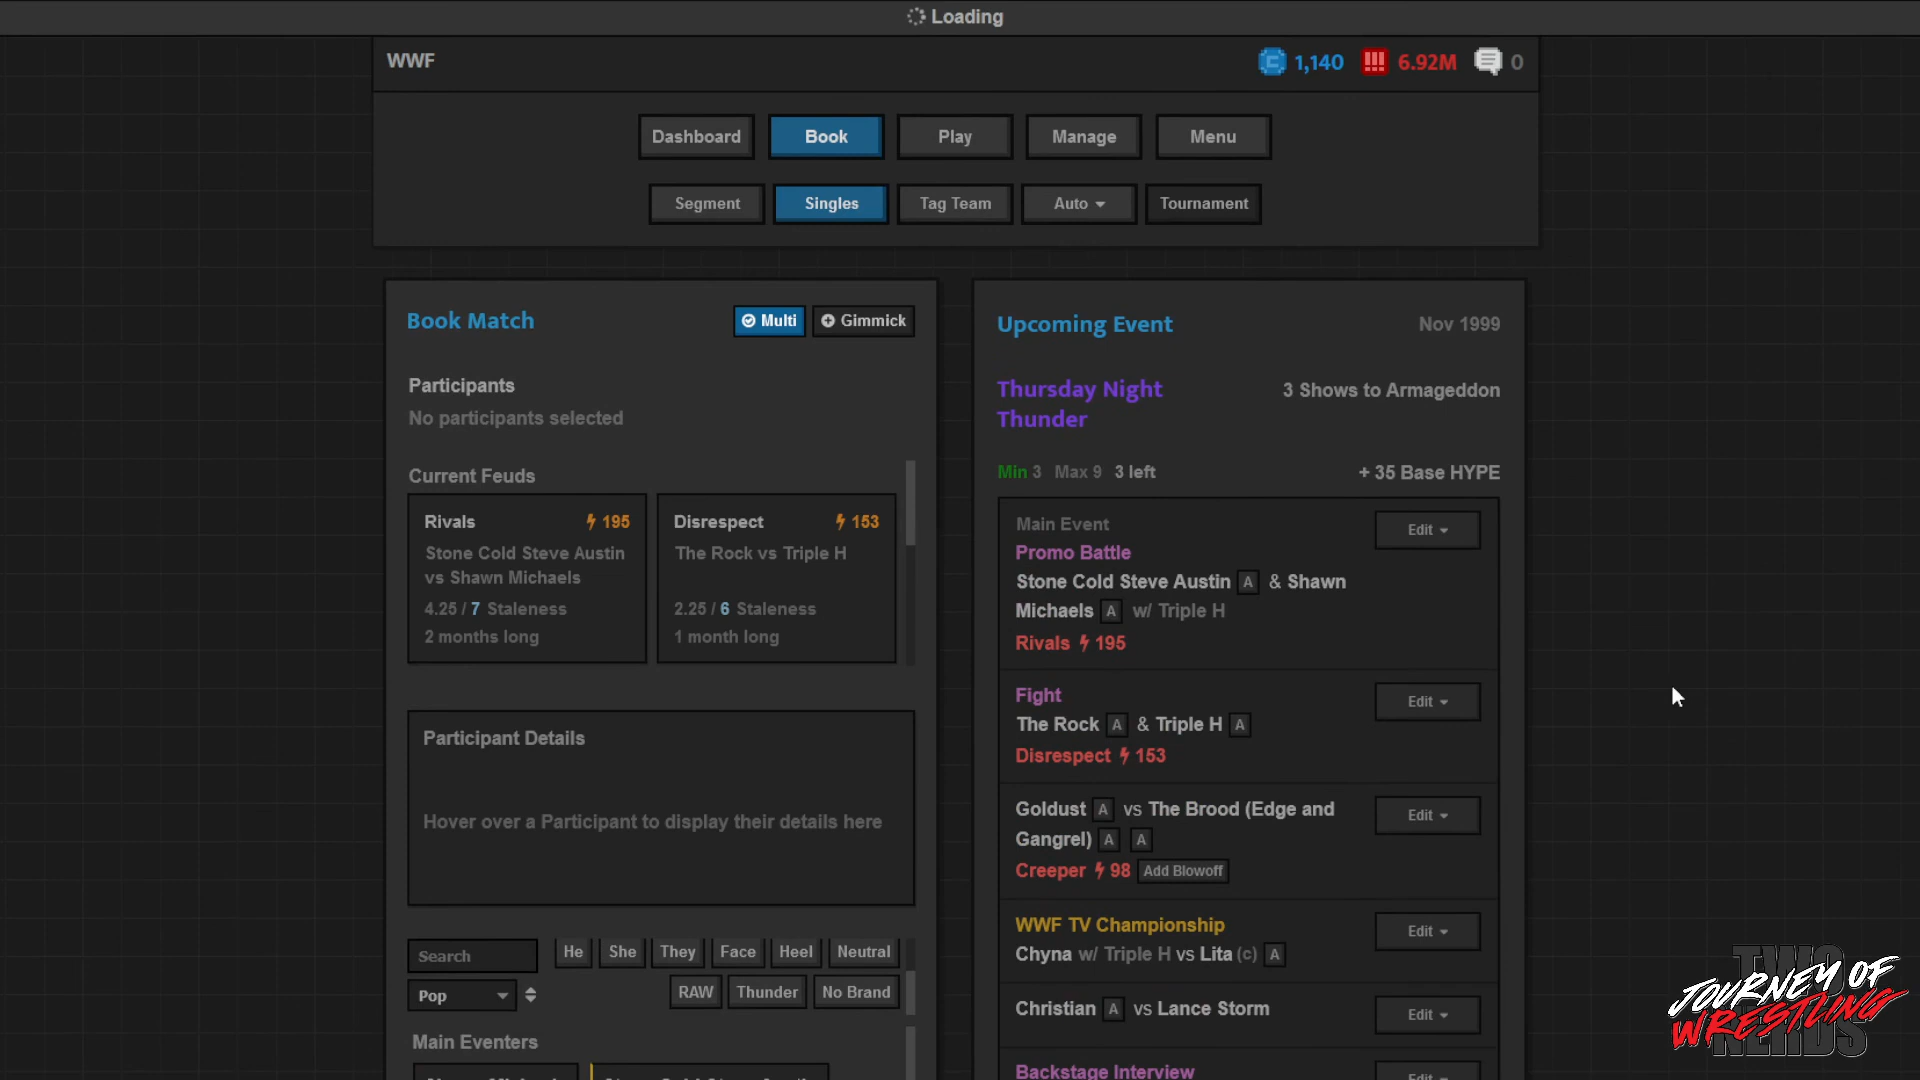 Loading
WWF
1,140
6.92M
0
Dashboard
Book
Play
Manage
Menu
Segment
Singles
Tag Team
Auto
Tournament
Book Match
Multi
Gimmick
Participants
No participants selected
Current Feuds
Rivals 195
Stone Cold Steve Austin
vs Shawn Michaels
4.25 / 7 Staleness
2 months long
Disrespect 153
The Rock vs Triple H
2.25 / 6 Staleness
1 month long
Participant Details
Hover over a Participant to display their details here
Search
He
She
They
Face
Heel
Neutral
Pop
RAW
Thunder
No Brand
Main Eventers
Upcoming Event
Nov 1999
Thursday Night
Thunder
3 Shows to Armageddon
Min 3 Max 9 3 left
+ 35 Base HYPE
Main Event
Edit
Promo Battle
Stone Cold Steve Austin A & Shawn
Michaels A w/ Triple H
Rivals 195
Fight
Edit
The Rock A & Triple H A
Disrespect 153
Goldust A vs The Brood (Edge and
Gangrel) A A
Edit
Creeper 98 Add Blowoff
WWF TV Championship
Edit
Chyna w/ Triple H vs Lita (c) A
Christian A vs Lance Storm
Edit
Backstage Interview
Edit
TWO
JOURNEY OF
WRESTLING
NERDS